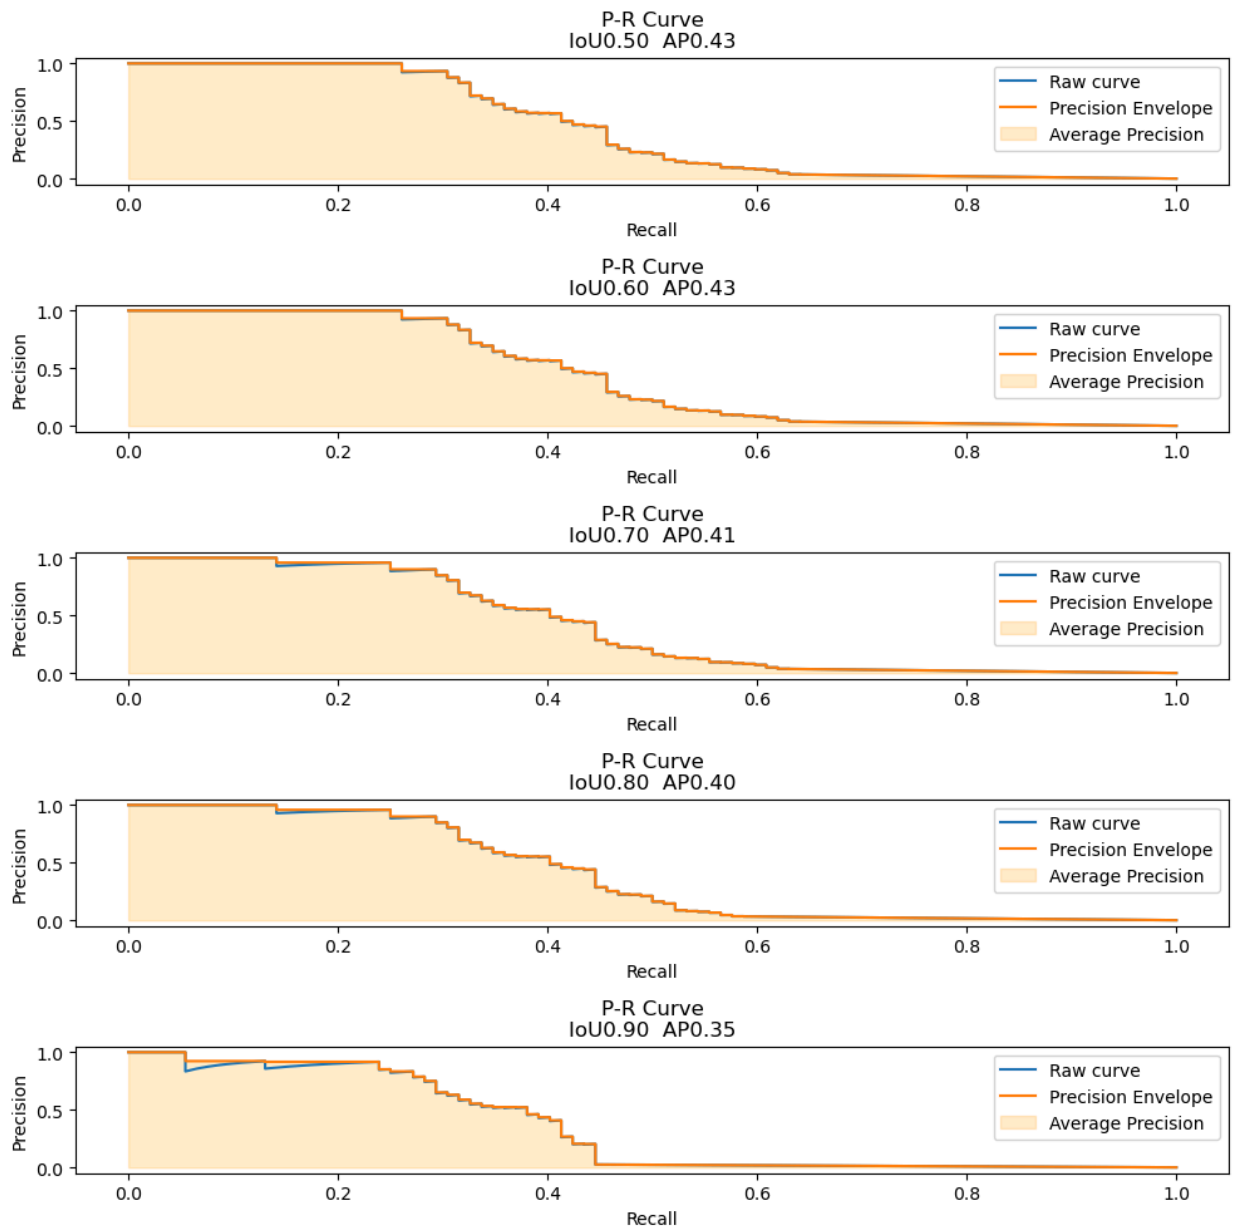 P-R Curve
IoU0.50  AP0.43
1.0
0.5
0.0
Precision
Raw curve
Precision Envelope
Average Precision
0.0 0.2 0.4 0.6 0.8 1.0
Recall
P-R Curve
IoU0.60  AP0.43
1.0
0.5
0.0
Precision
Raw curve
Precision Envelope
Average Precision
0.0 0.2 0.4 0.6 0.8 1.0
Recall
P-R Curve
IoU0.70  AP0.41
1.0
0.5
0.0
Precision
Raw curve
Precision Envelope
Average Precision
0.0 0.2 0.4 0.6 0.8 1.0
Recall
P-R Curve
IoU0.80  AP0.40
1.0
0.5
0.0
Precision
Raw curve
Precision Envelope
Average Precision
0.0 0.2 0.4 0.6 0.8 1.0
Recall
P-R Curve
IoU0.90  AP0.35
1.0
0.5
0.0
Precision
Raw curve
Precision Envelope
Average Precision
0.0 0.2 0.4 0.6 0.8 1.0
Recall